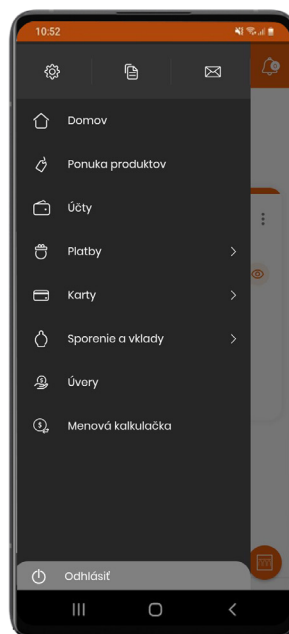 10:52
Domov
Ponuka produktov
Účty
Platby
Karty
Sporenie a vklady
Úvery
Menová kalkulačka
Odhlásiť